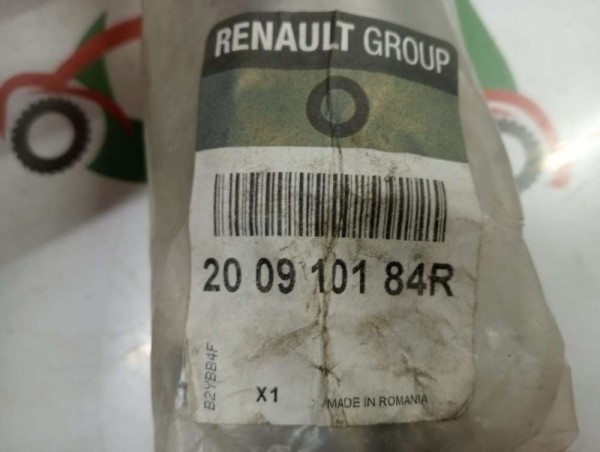 RENAULT GROUP
20 09 101 84R
B2YBB4F
X1
MADE IN ROMANIA